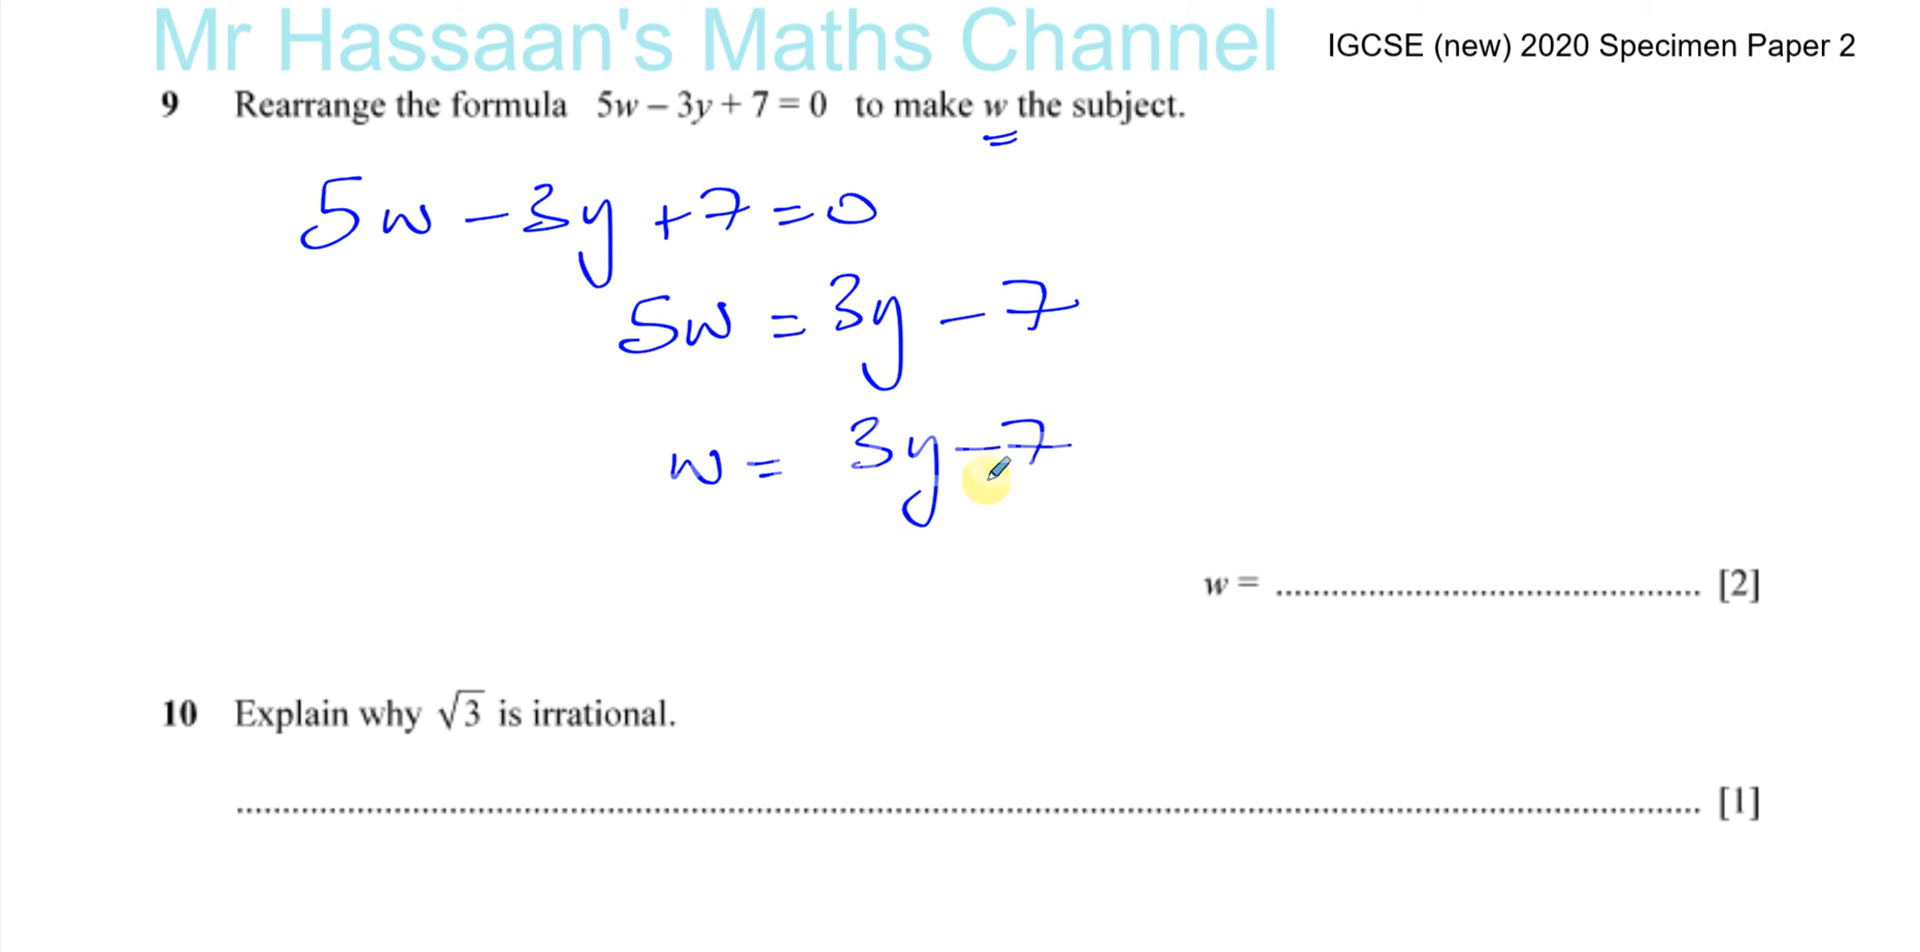 Mr Hassaan's Maths Channel
IGCSE (new) 2020 Specimen Paper 2
9 Rearrange the formula 5w – 3y + 7 = 0 to make w the subject.
5w – 3y + 7 = 0
5w = 3y – 7
w = 3y – 7
w = ............................................. [2]
10 Explain why √3 is irrational.
............................................................................................................................................................. [1]